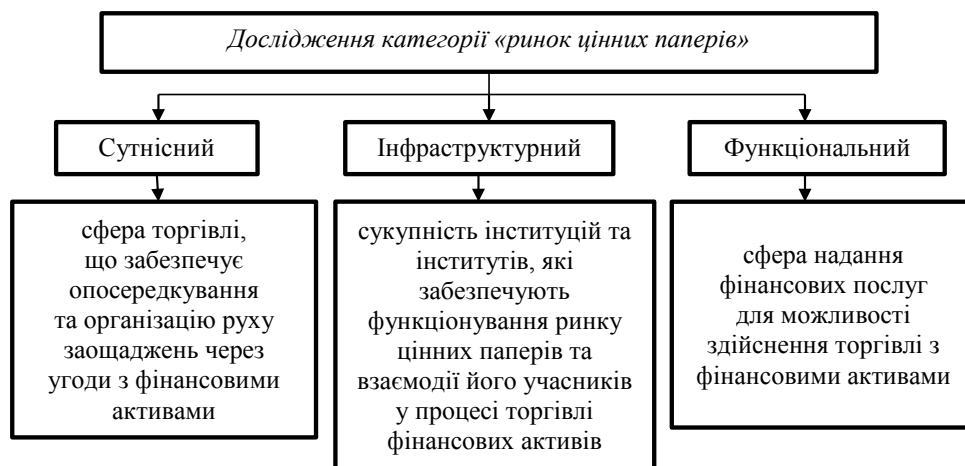 Дослідження категорії «ринок цінних паперів»
Сутнісний
Інфраструктурний
Функціональний
сфера торгівлі,
що забезпечує
опосередкування
та організацію руху
заощаджень через
угоди з фінансовими
активами
сукупність інституцій та
інститутів, які
забезпечують
функціонування ринку
цінних паперів та
взаємодії його учасників
у процесі торгівлі
фінансових активів
сфера надання
фінансових послуг
для можливості
здійснення торгівлі з
фінансовими активами